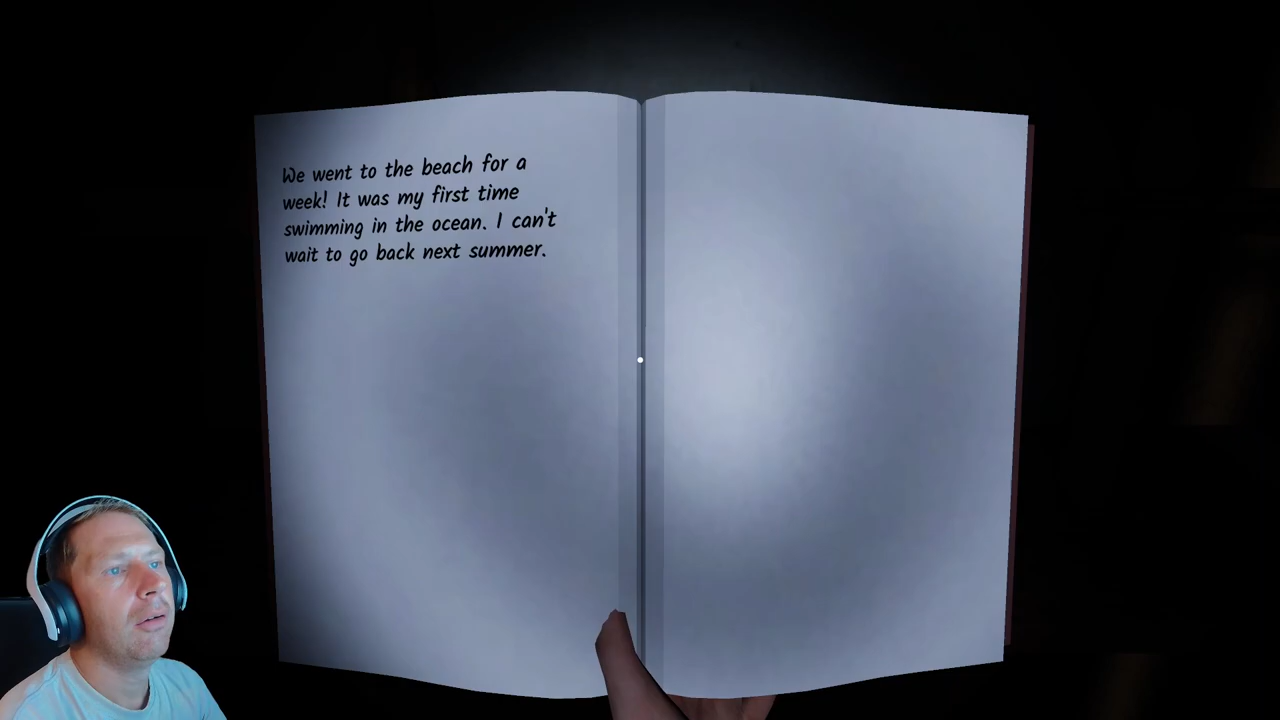 We went to the beach for a
week! It was my first time
swimming in the ocean. I can't
wait to go back next summer.